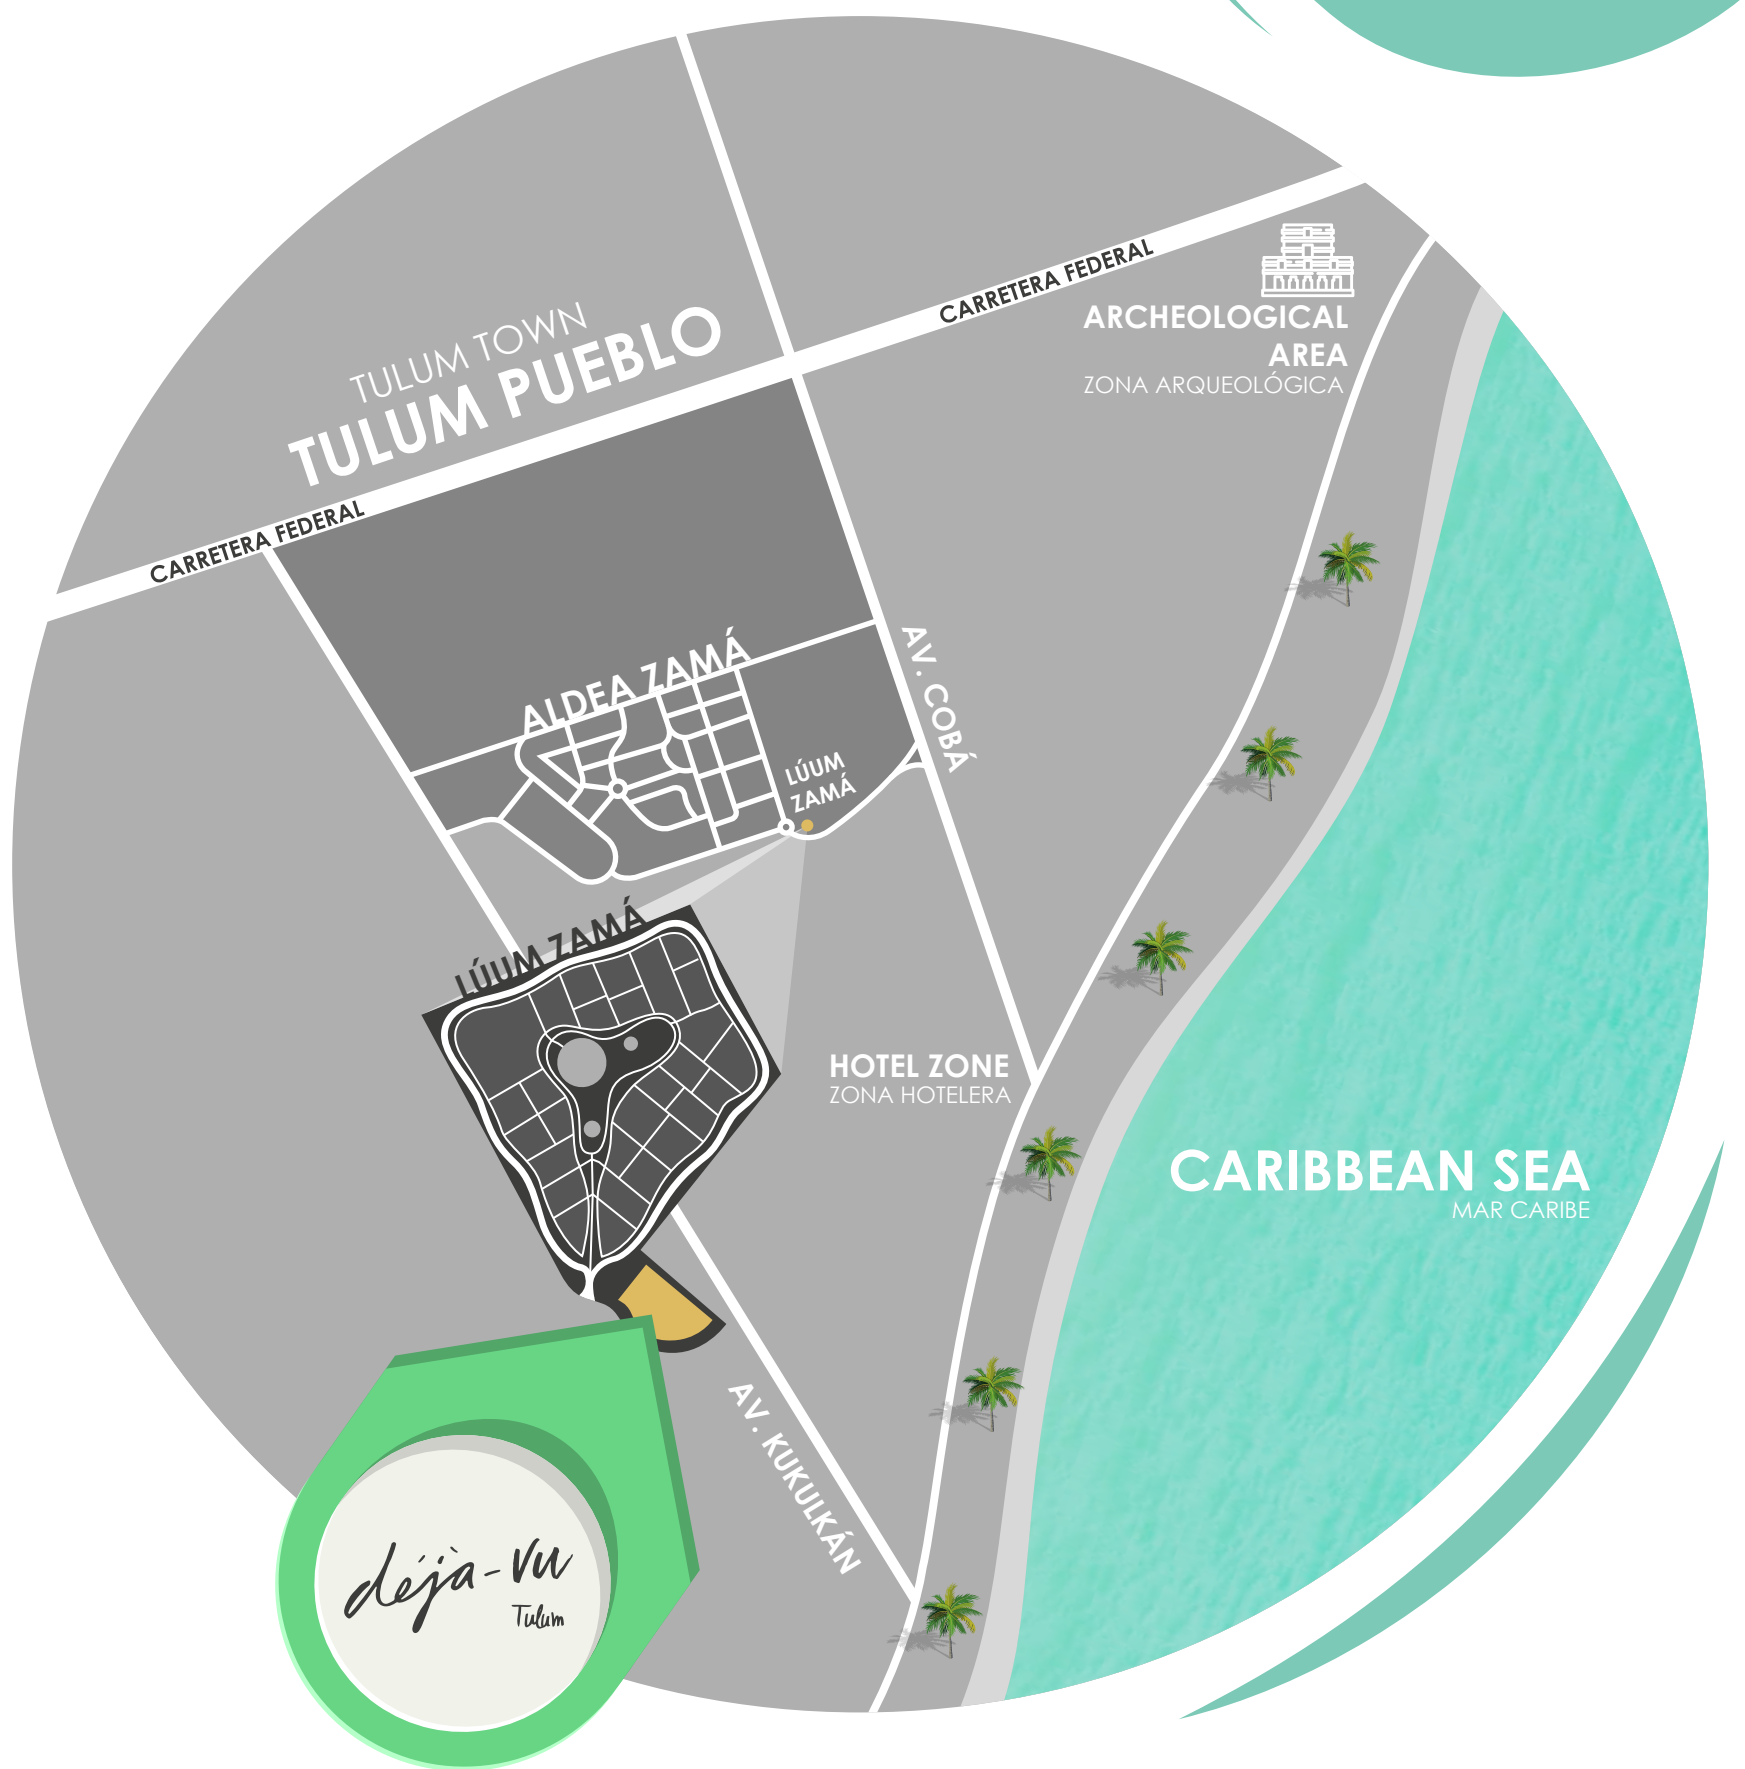 CARRETERA FEDERAL
ARCHEOLOGICAL
AREA
ZONA ARQUEOLÓGICA
TULUM TOWN
TULUM PUEBLO
CARRETERA FEDERAL
ALDEA ZAMÁ
AV. COBÁ
LÚUM
ZAMÁ
LÚUM ZAMÁ
HOTEL ZONE
ZONA HOTELERA
CARIBBEAN SEA
MAR CARIBE
AV. KUKULKÁN
déjà-vu
Tulum